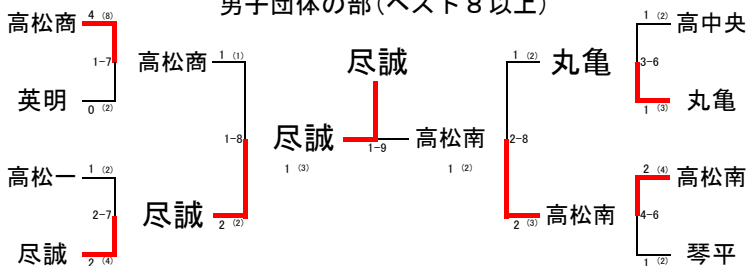 男子団体の部(ベスト８以上)
高松商 4 (8)
1-7
英明 0 (2)
高松一 1 (2)
2-7
尽誠 2 (4)
高松商 1 (1)
1-8
尽誠 2 (2)
尽誠
尽誠 1-9 高松南
1 (3) 1 (2)
1 (2) 丸亀
2-8
2 (3) 高松南
1 (2) 高中央
3-6
1 (3) 丸亀
2 (4) 高松南
4-6
1 (2) 琴平